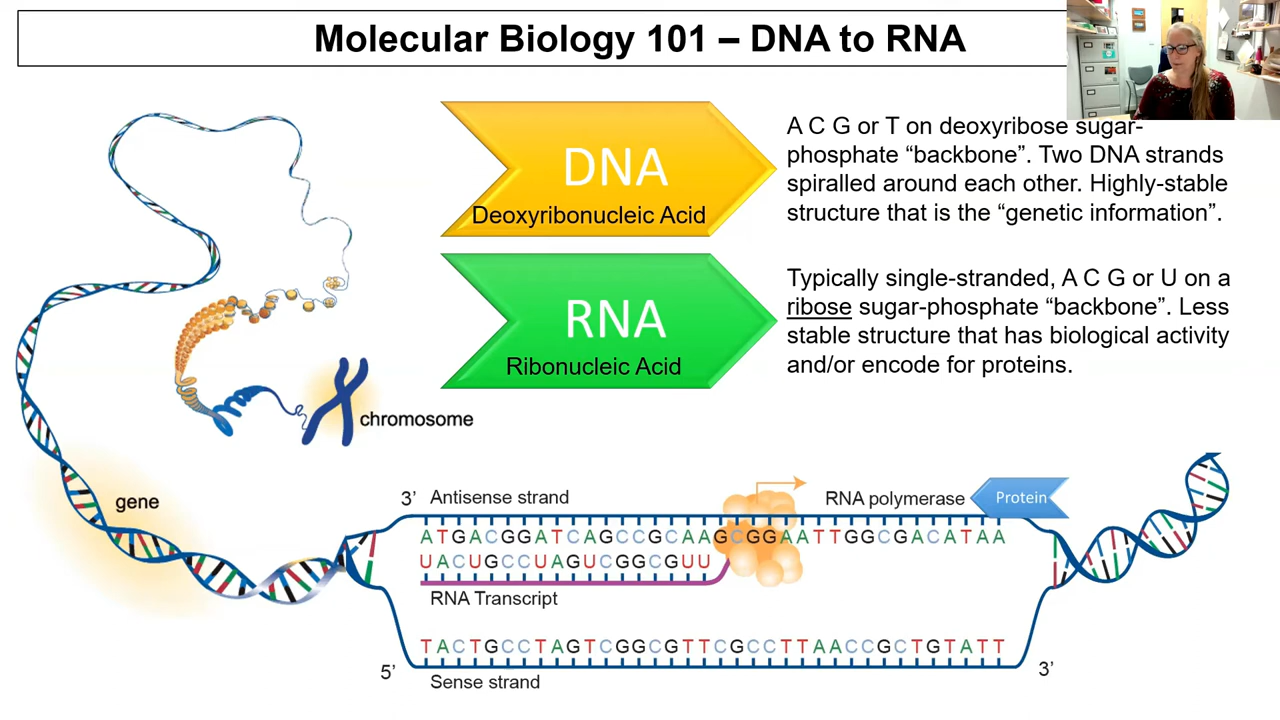 Molecular Biology 101 – DNA to RNA
DNA
Deoxyribonucleic Acid
A C G or T on deoxyribose sugar-
phosphate “backbone”. Two DNA strands
spiralled around each other. Highly-stable
structure that is the “genetic information”.
RNA
Ribonucleic Acid
Typically single-stranded, A C G or U on a
ribose sugar-phosphate “backbone”. Less
stable structure that has biological activity
and/or encode for proteins.
chromosome
gene
3’ Antisense strand
RNA polymerase
Protein
ATGACGGATCAGCCGCAAGCGGAATTGGCGACATAA
UACUGCCUAGUCGGCGUU
RNA Transcript
TACTGCCTAGTCGGCGTTCGCCTTAACCGCTGTATT
5’
3’
Sense strand